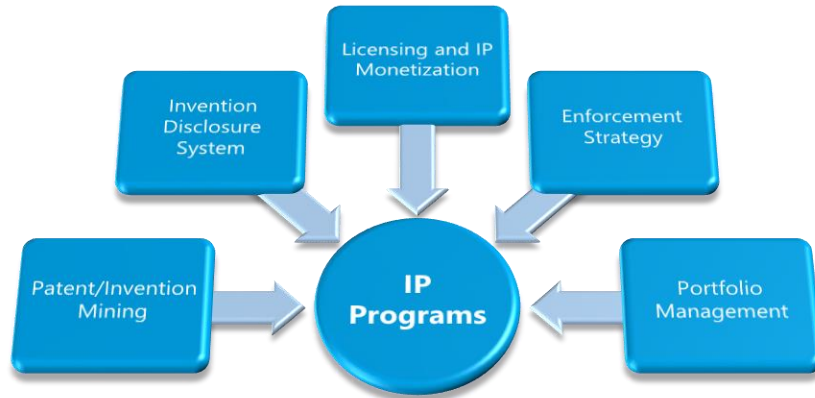 Licensing and IP
Monetization
Invention
Disclosure
System
Enforcement
Strategy
Patent/Invention
Mining
IP
Programs
Portfolio
Management